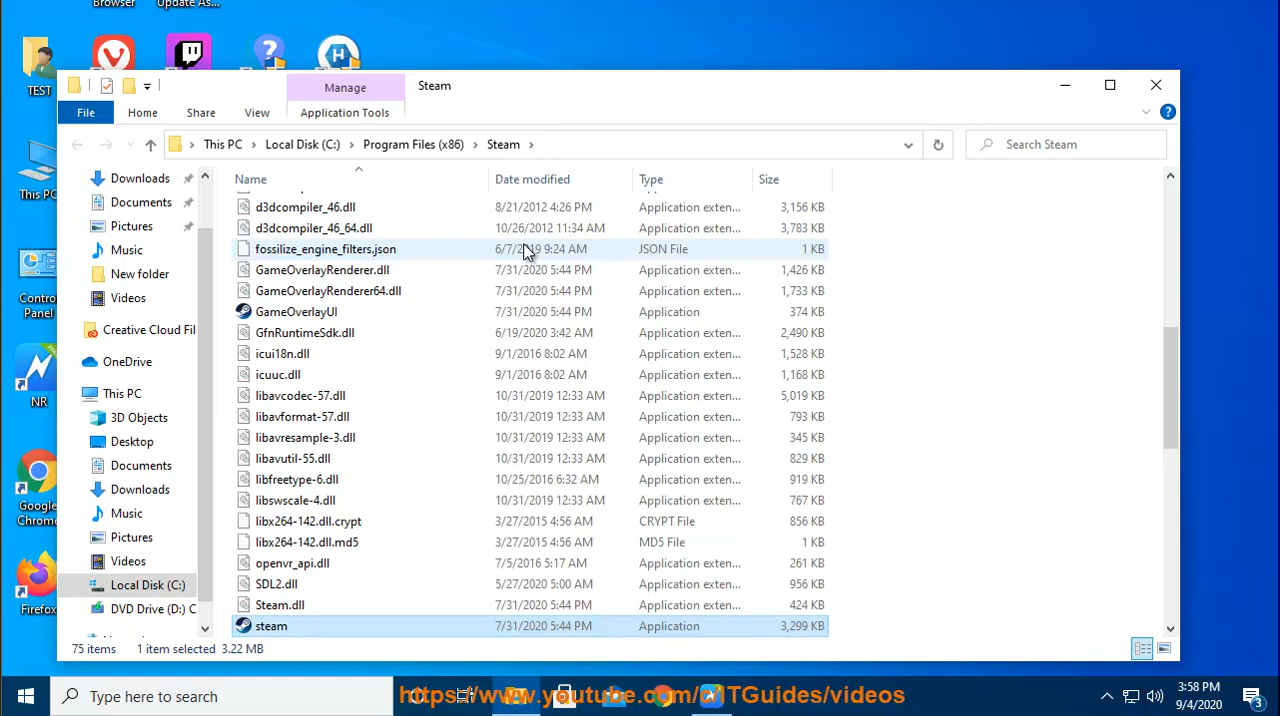 Browser
Update As...
TEST
This PC
Control
Panel
NR
Google
Chrome
Firefox
Manage
Steam
File
Home
Share
View
Application Tools
This PC
Local Disk (C:)
Program Files (x86)
Steam
Search Steam
Downloads
Documents
Pictures
Music
New folder
Videos
Creative Cloud Fil
OneDrive
This PC
3D Objects
Desktop
Documents
Downloads
Music
Pictures
Videos
Local Disk (C:)
DVD Drive (D:) C
Name Date modified Type Size
d3dcompiler_46.dll 8/21/2012 4:26 PM Application exten... 3,156 KB
d3dcompiler_46_64.dll 10/26/2012 11:34 AM Application exten... 3,783 KB
fossilize_engine_filters.json 6/7/2019 9:24 AM JSON File 1 KB
GameOverlayRenderer.dll 7/31/2020 5:44 PM Application exten... 1,426 KB
GameOverlayRenderer64.dll 7/31/2020 5:44 PM Application exten... 1,733 KB
GameOverlayUI 7/31/2020 5:44 PM Application 374 KB
GfnRuntimeSdk.dll 6/19/2020 3:42 AM Application exten... 2,490 KB
icui18n.dll 9/1/2016 8:02 AM Application exten... 1,528 KB
icuuc.dll 9/1/2016 8:02 AM Application exten... 1,168 KB
libavcodec-57.dll 10/31/2019 12:33 AM Application exten... 5,019 KB
libavformat-57.dll 10/31/2019 12:33 AM Application exten... 793 KB
libavresample-3.dll 10/31/2019 12:33 AM Application exten... 345 KB
libavutil-55.dll 10/31/2019 12:33 AM Application exten... 829 KB
libfreetype-6.dll 10/25/2016 6:32 AM Application exten... 919 KB
libswscale-4.dll 10/31/2019 12:33 AM Application exten... 767 KB
libx264-142.dll.crypt 3/27/2015 4:56 AM CRYPT File 856 KB
libx264-142.dll.md5 3/27/2015 4:56 AM MD5 File 1 KB
openvr_api.dll 7/5/2016 5:17 AM Application exten... 261 KB
SDL2.dll 5/27/2020 5:00 AM Application exten... 956 KB
Steam.dll 7/31/2020 5:44 PM Application exten... 424 KB
steam 7/31/2020 5:44 PM Application 3,299 KB
75 items 1 item selected 3.22 MB
Type here to search
https://www.youtube.com/c/ITGuides/videos
3:58 PM
9/4/2020
3